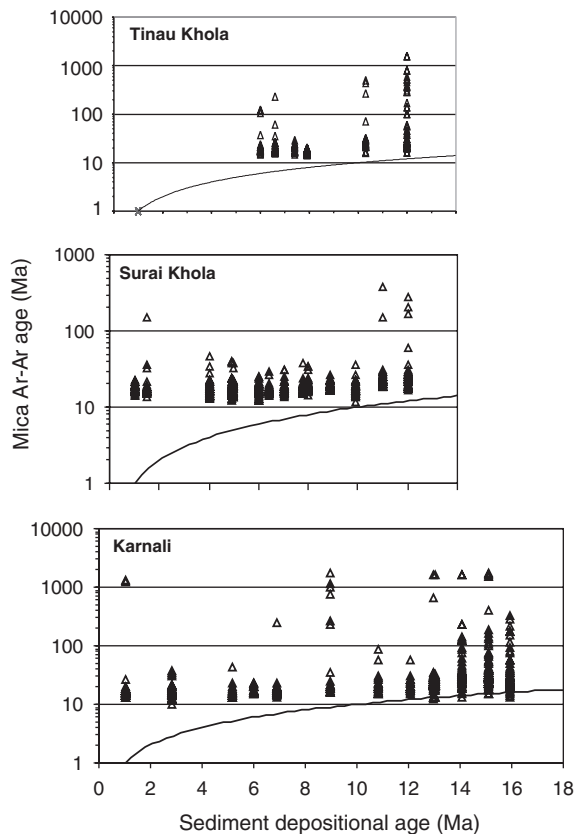 Tinau Khola
10000
1000
100
10
1
Surai Khola
1000
100
10
1
Mica Ar-Ar age (Ma)
Karnali
10000
1000
100
10
1
0 2 4 6 8 10 12 14 16 18
Sediment depositional age (Ma)